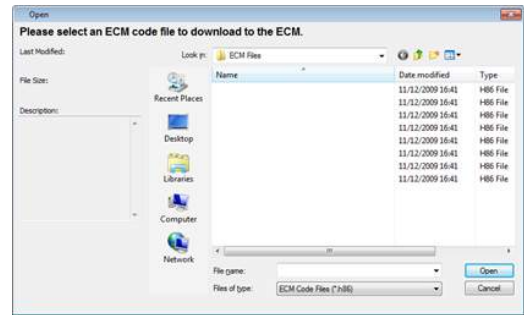 Open
Please select an ECM code file to download to the ECM.
Last Modified:
File Size:
Description:
Look in:
ECM Files
Recent Places
Desktop
Libraries
Computer
Network
Name
Date modified
Type
11/12/2009 16:41
H86 File
11/12/2009 16:41
H86 File
11/12/2009 16:41
H86 File
11/12/2009 16:41
H86 File
11/12/2009 16:41
H86 File
11/12/2009 16:41
H86 File
11/12/2009 16:41
H86 File
11/12/2009 16:41
H86 File
File name:
Open
Files of type:
ECM Code Files (*.h86)
Cancel